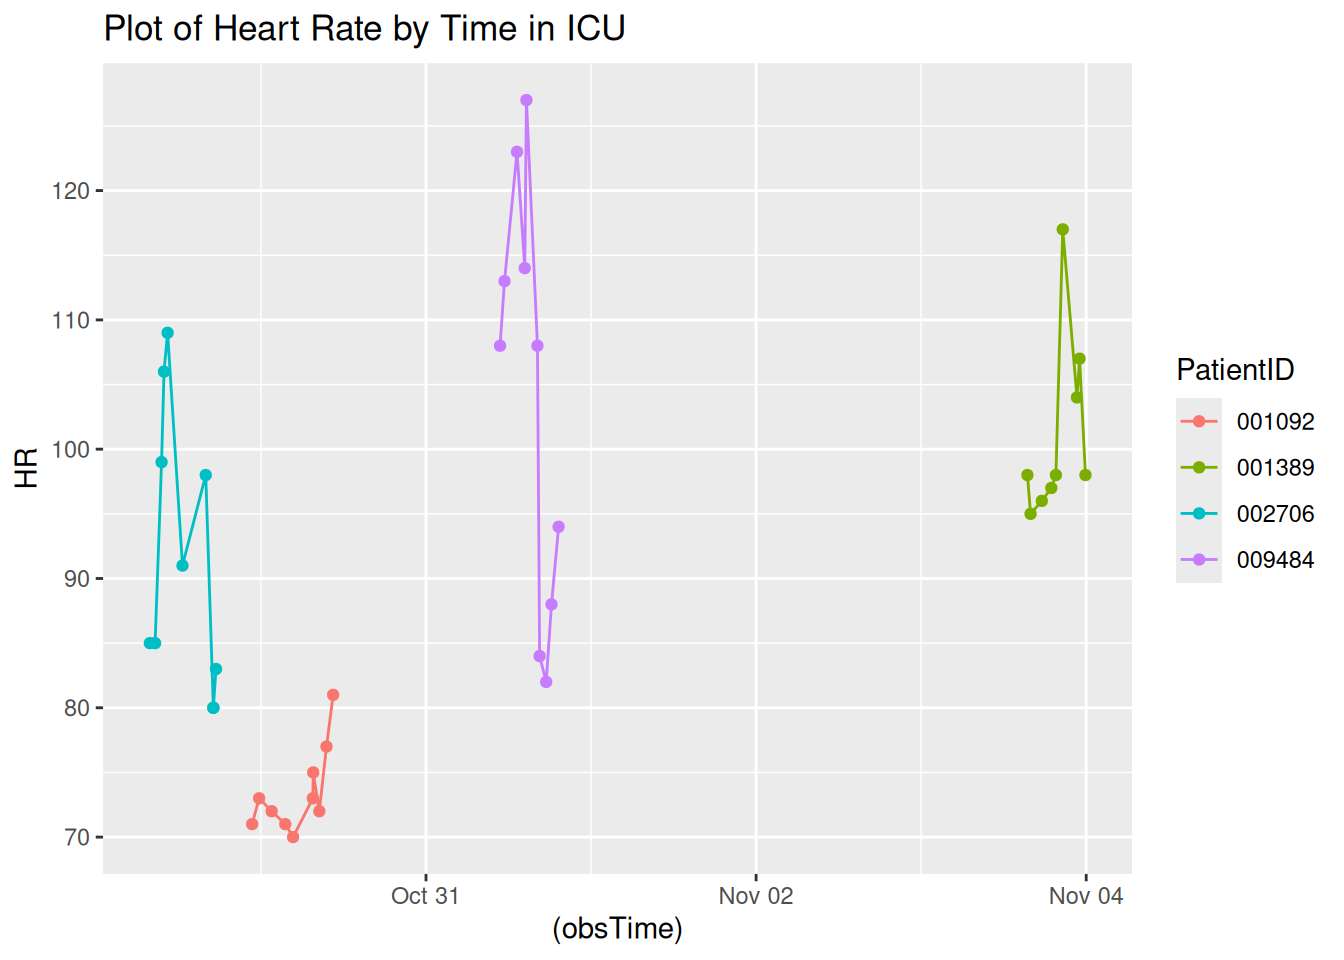 Plot of Heart Rate by Time in ICU
120
110
100
90
80
70
HR
Oct 31
Nov 02
Nov 04
(obsTime)
PatientID
001092
001389
002706
009484